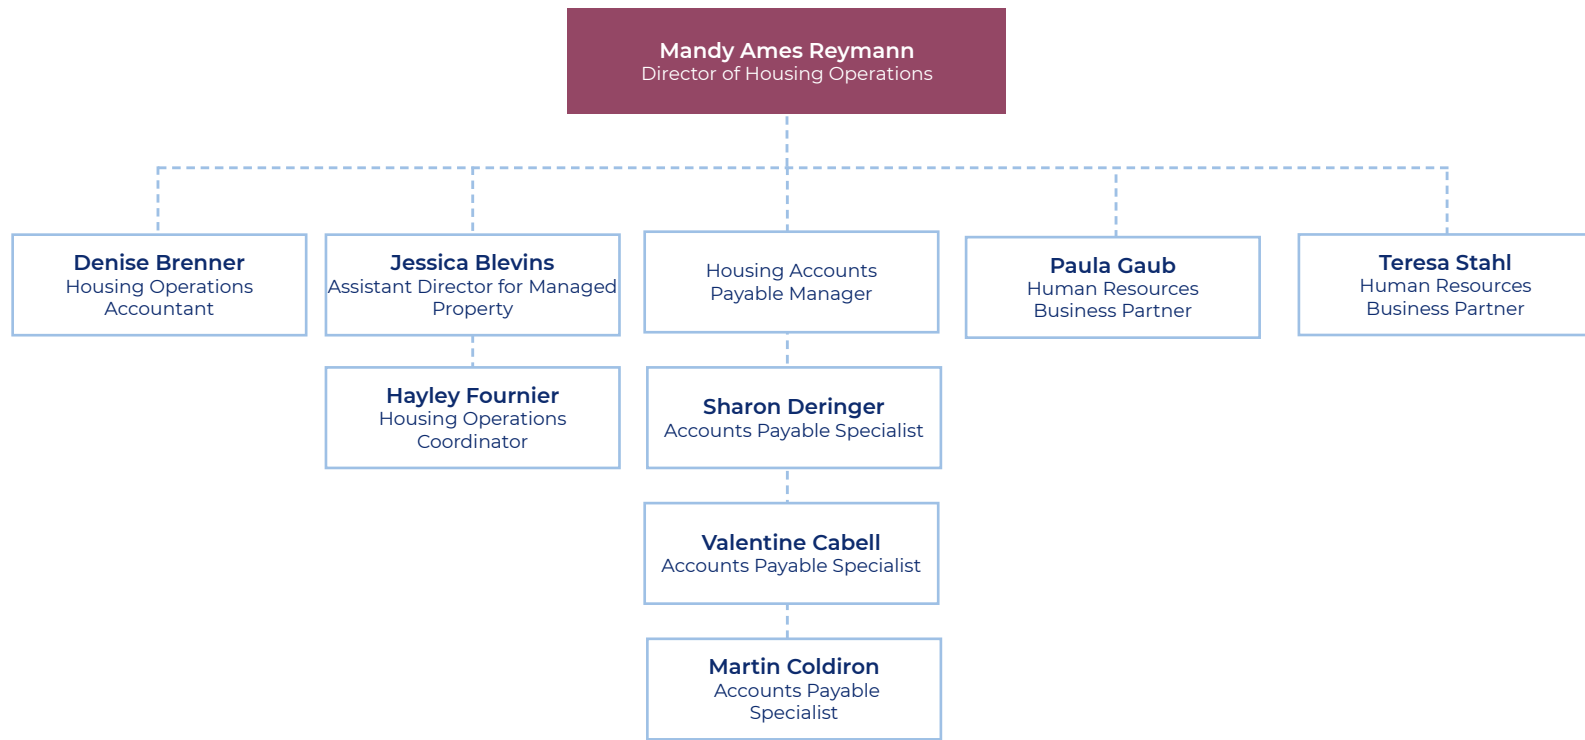 Mandy Ames Reymann
Director of Housing Operations
Denise Brenner
Housing Operations
Accountant
Jessica Blevins
Assistant Director for Managed
Property
Housing Accounts
Payable Manager
Paula Gaub
Human Resources
Business Partner
Teresa Stahl
Human Resources
Business Partner
Hayley Fournier
Housing Operations
Coordinator
Sharon Deringer
Accounts Payable Specialist
Valentine Cabell
Accounts Payable Specialist
Martin Coldiron
Accounts Payable
Specialist